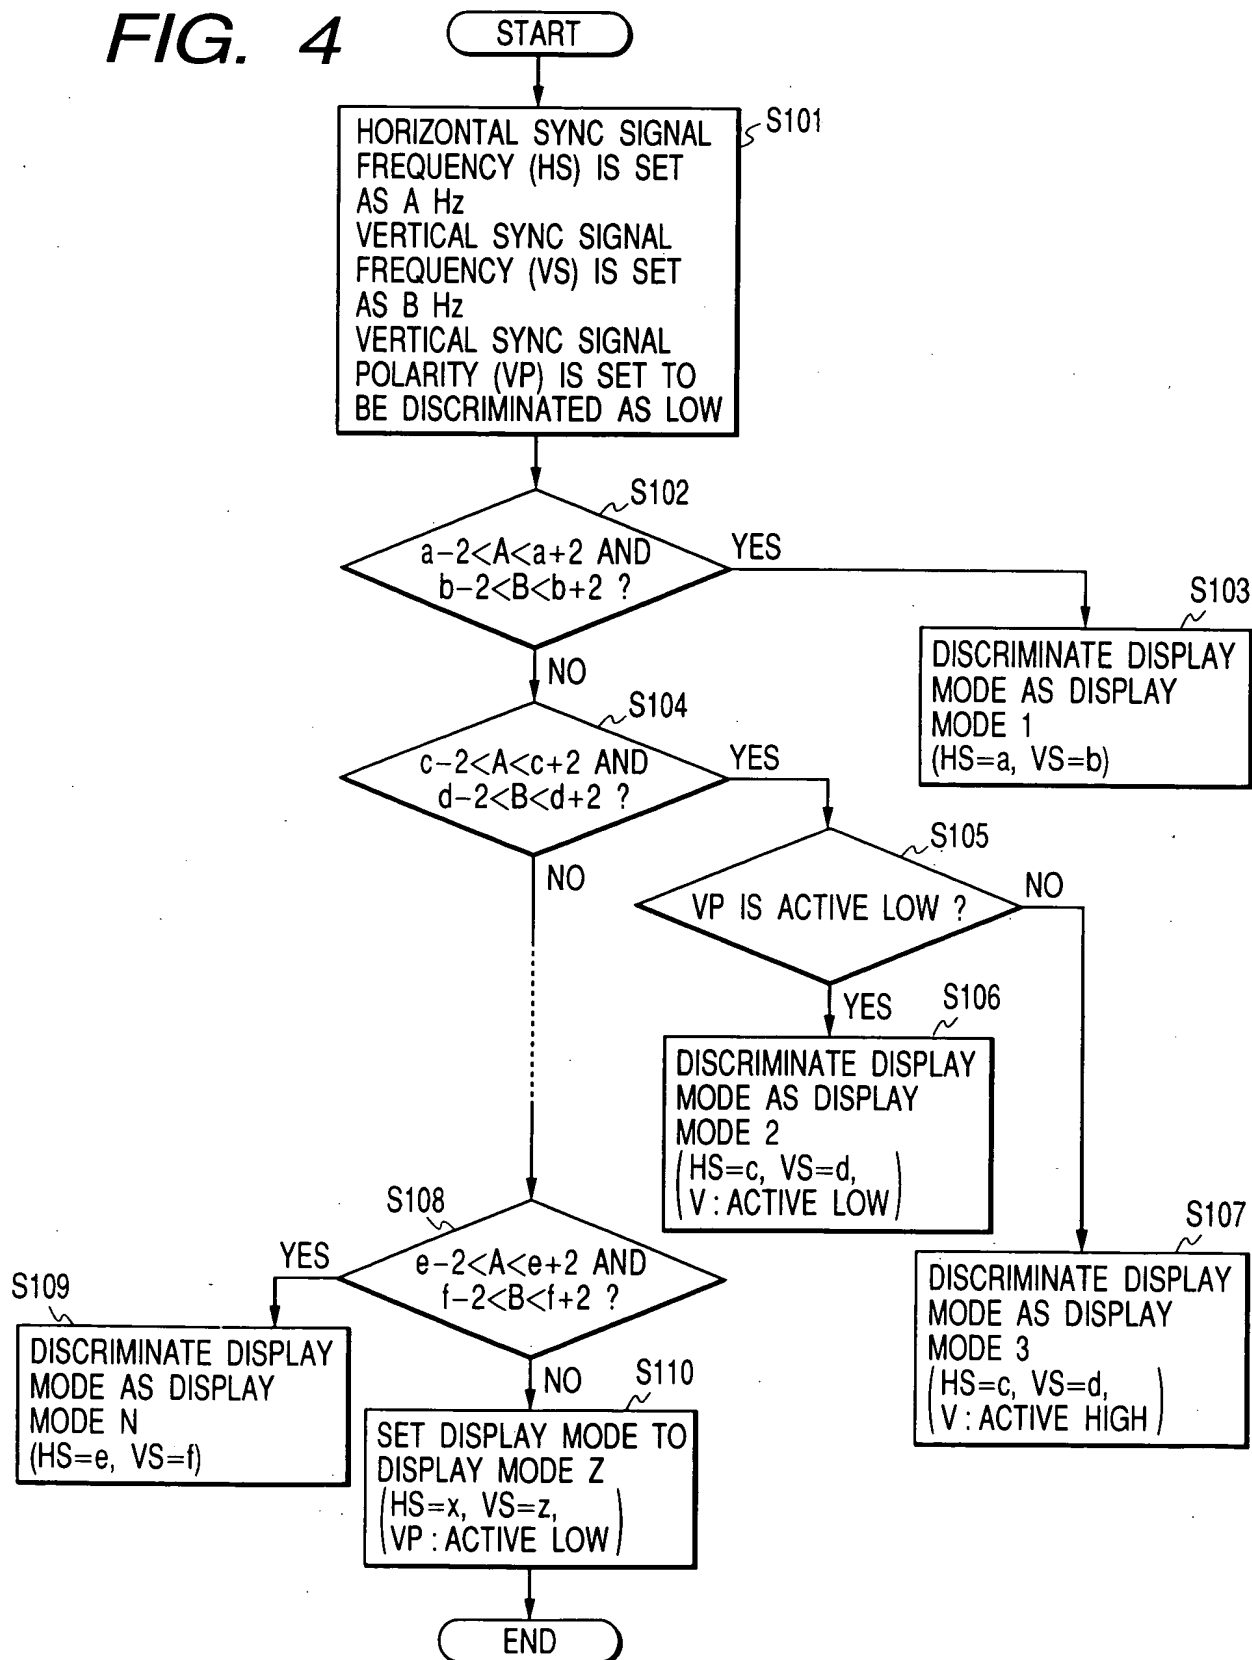 FIG. 4
START
S101
HORIZONTAL SYNC SIGNAL
FREQUENCY (HS) IS SET
AS A Hz
VERTICAL SYNC SIGNAL
FREQUENCY (VS) IS SET
AS B Hz
VERTICAL SYNC SIGNAL
POLARITY (VP) IS SET TO
BE DISCRIMINATED AS LOW
S102
a-2<A<a+2 AND
b-2<B<b+2 ?
YES
NO
S103
DISCRIMINATE DISPLAY
MODE AS DISPLAY
MODE 1
(HS=a, VS=b)
S104
c-2<A<c+2 AND
d-2<B<d+2 ?
YES
NO
S105
VP IS ACTIVE LOW ?
NO
YES
S106
DISCRIMINATE DISPLAY
MODE AS DISPLAY
MODE 2
(HS=c, VS=d,
V : ACTIVE LOW)
S107
DISCRIMINATE DISPLAY
MODE AS DISPLAY
MODE 3
(HS=c, VS=d,
V : ACTIVE HIGH)
S108
e-2<A<e+2 AND
f-2<B<f+2 ?
YES
NO
S109
DISCRIMINATE DISPLAY
MODE AS DISPLAY
MODE N
(HS=e, VS=f)
S110
SET DISPLAY MODE TO
DISPLAY MODE Z
(HS=x, VS=z,
VP : ACTIVE LOW)
END